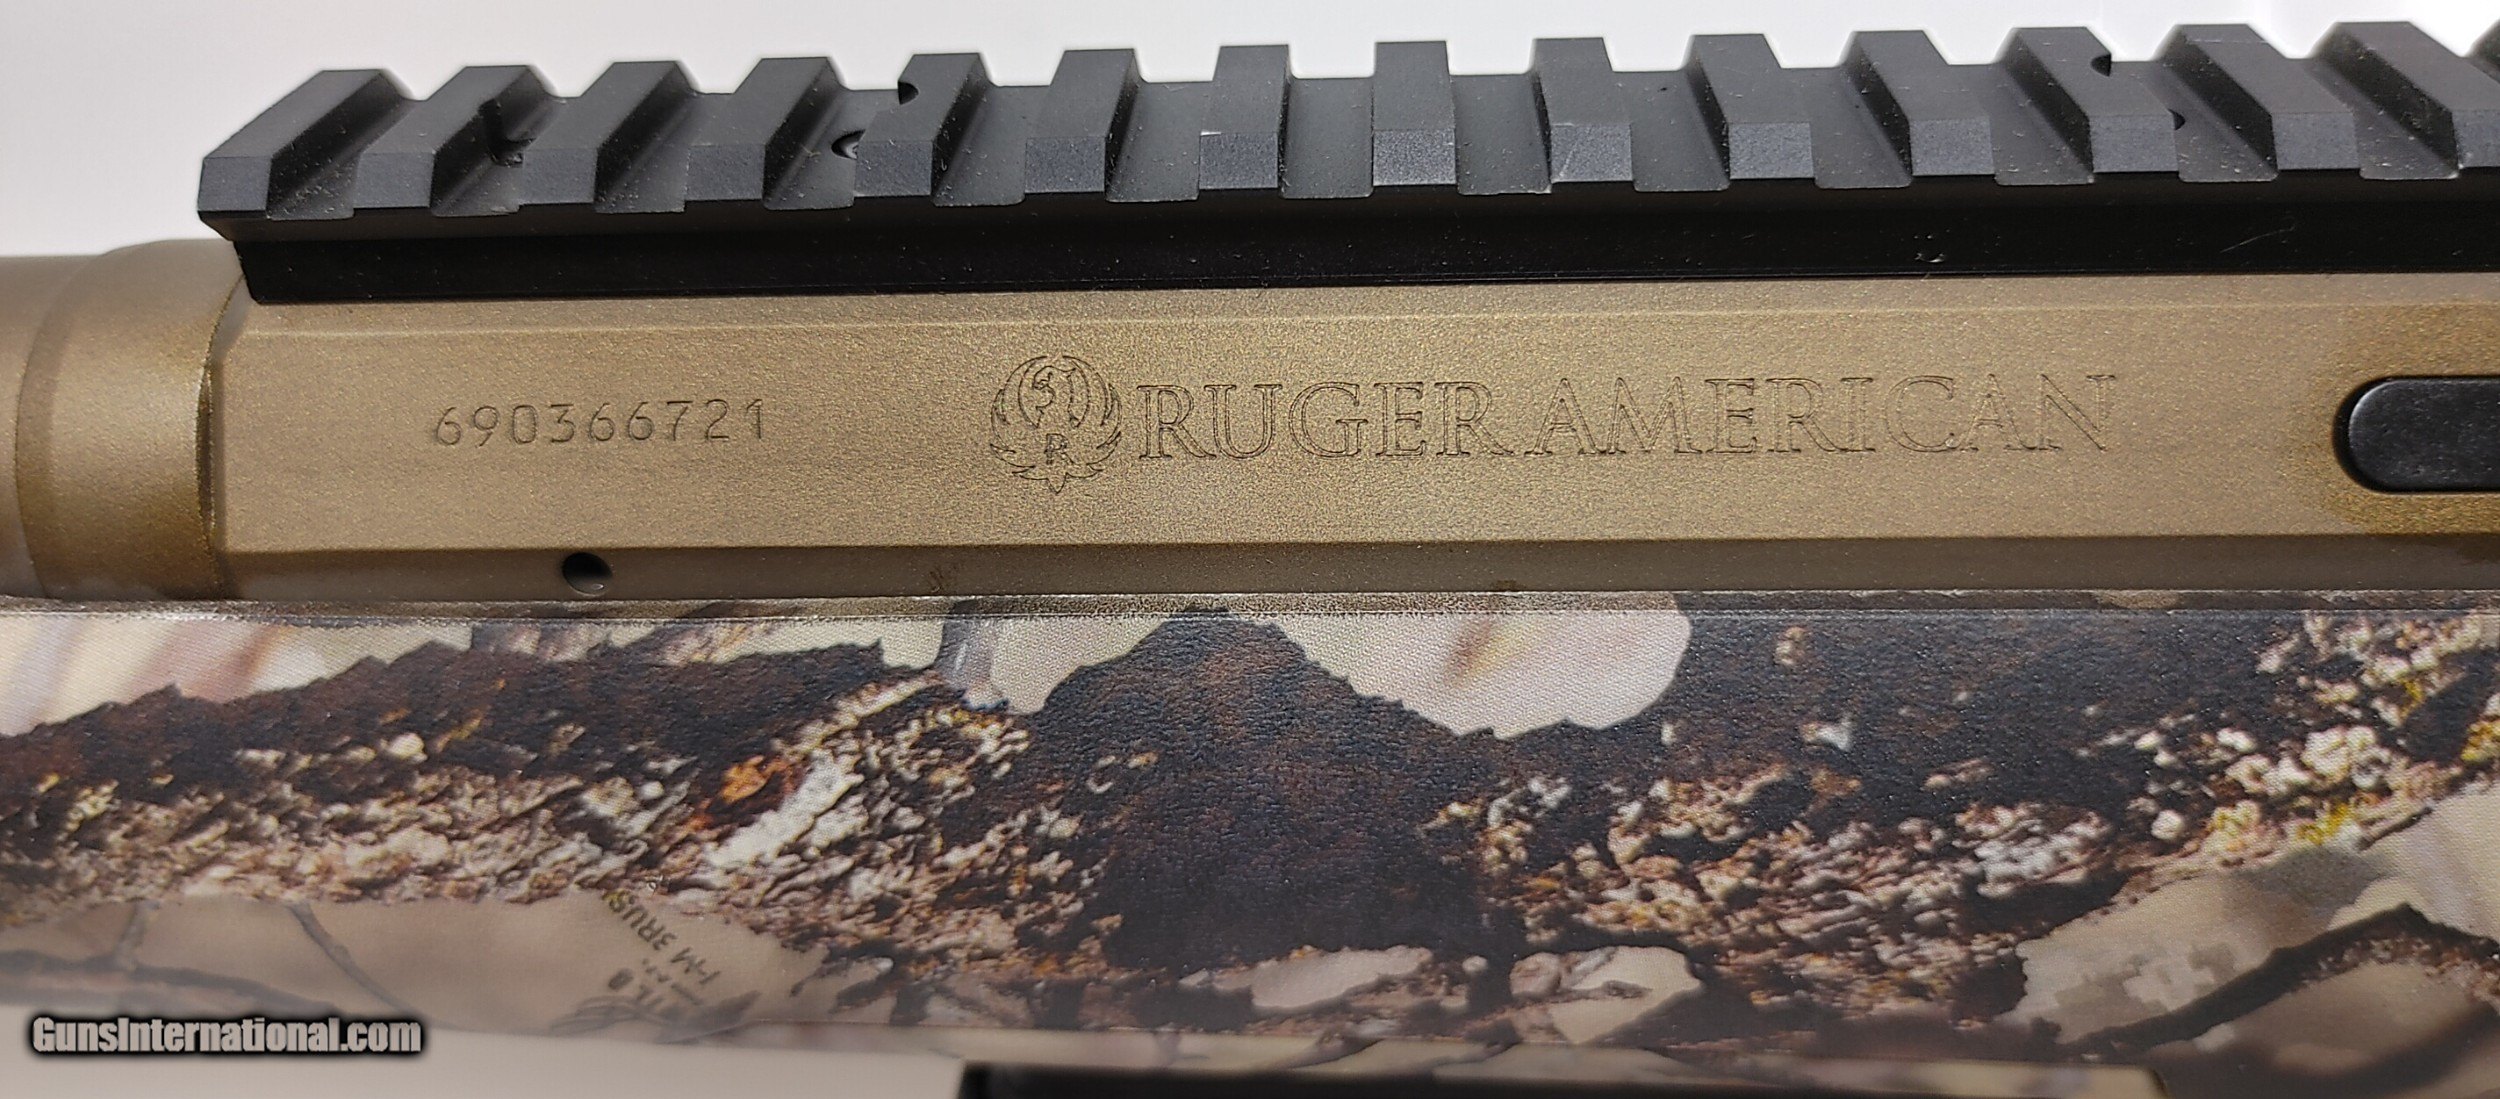 690366721
R
RUGER AMERICAN
GunsInternational.com